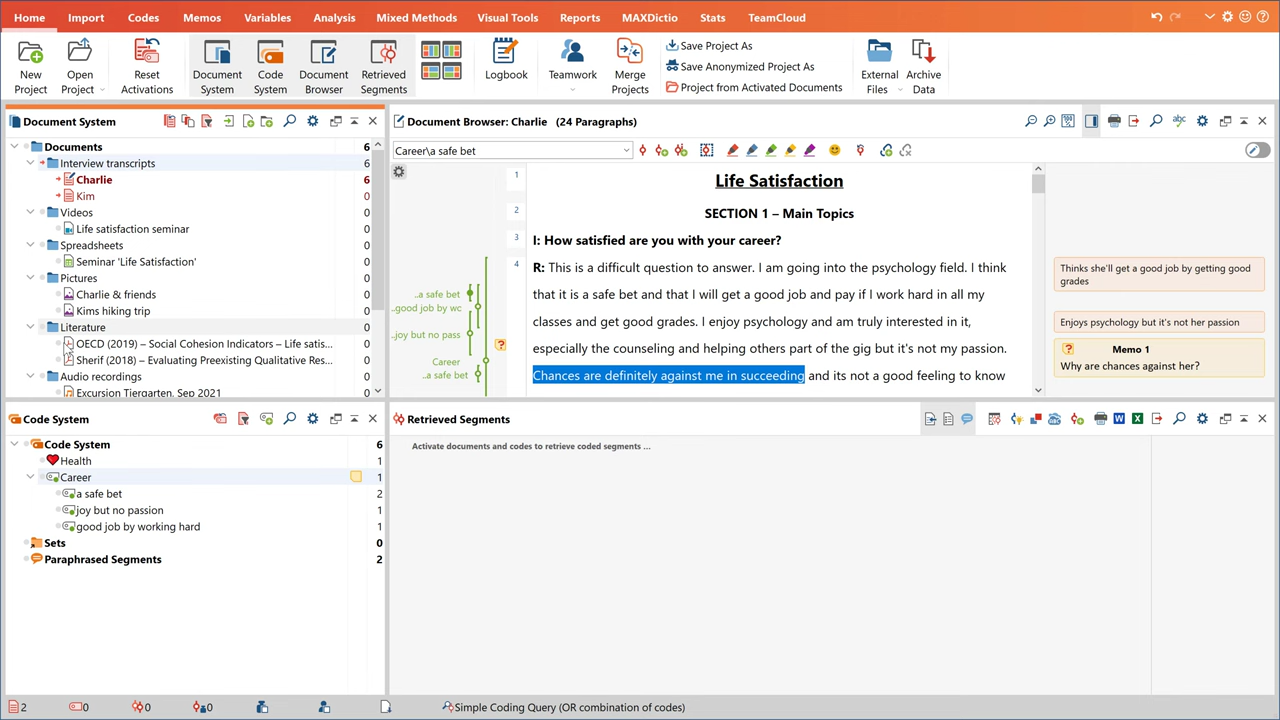 Home Import Codes Memos Variables Analysis Mixed Methods Visual Tools Reports MAXDictio Stats TeamCloud
New Project
Open Project
Reset Activations
Document System
Code System
Document Browser
Retrieved Segments
Logbook
Teamwork
Merge Projects
Save Project As
Save Anonymized Project As
Project from Activated Documents
External Files
Archive Data
Document System
Documents 6
Interview transcripts 6
Charlie 6
Kim 0
Videos 0
Life satisfaction seminar 0
Spreadsheets 0
Seminar 'Life Satisfaction' 0
Pictures 0
Charlie & friends 0
Kims hiking trip 0
Literature 0
OECD (2019) – Social Cohesion Indicators – Life satis... 0
Sherif (2018) – Evaluating Preexisting Qualitative Res... 0
Audio recordings 0
Excursion Tiergarten, Sep 2021 0
Document Browser: Charlie (24 Paragraphs)
Career\a safe bet
1 Life Satisfaction
2 SECTION 1 – Main Topics
3 I: How satisfied are you with your career?
4 R: This is a difficult question to answer. I am going into the psychology field. I think
that it is a safe bet and that I will get a good job and pay if I work hard in all my
classes and get good grades. I enjoy psychology and am truly interested in it,
especially the counseling and helping others part of the gig but it's not my passion.
Chances are definitely against me in succeeding and its not a good feeling to know
..a safe bet
..good job by wc
..joy but no pass
Career
..a safe bet
Thinks she'll get a good job by getting good
grades
Enjoys psychology but it's not her passion
? Memo 1
Why are chances against her?
Code System
Code System 6
Health 1
Career 1
a safe bet 2
joy but no passion 1
good job by working hard 1
Sets 0
Paraphrased Segments 2
Retrieved Segments
Activate documents and codes to retrieve coded segments ...
2 0 0 0 Simple Coding Query (OR combination of codes)